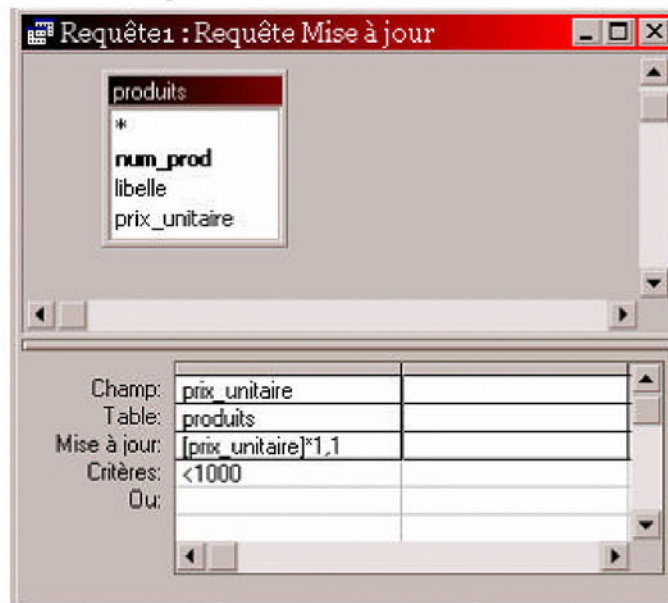 Requête1 : Requête Mise à jour
produits
*
num_prod
libelle
prix_unitaire
Champ: prix_unitaire
Table: produits
Mise à jour: [prix_unitaire]*1,1
Critères: <1000
Ou: